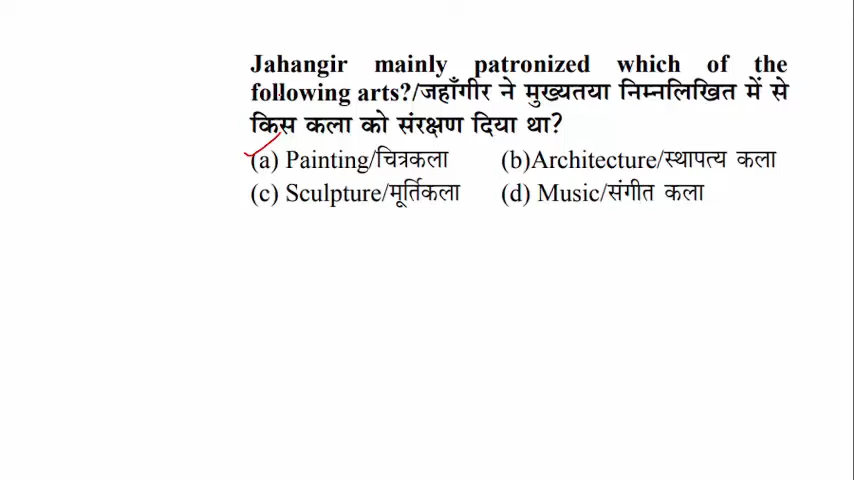 Jahangir mainly patronized which of the
following arts?/जहाँगीर ने मुख्यतया निम्नलिखित में से
किस कला को संरक्षण दिया था?
(a) Painting/चित्रकला (b)Architecture/स्थापत्य कला
(c) Sculpture/मूर्तिकला (d) Music/संगीत कला